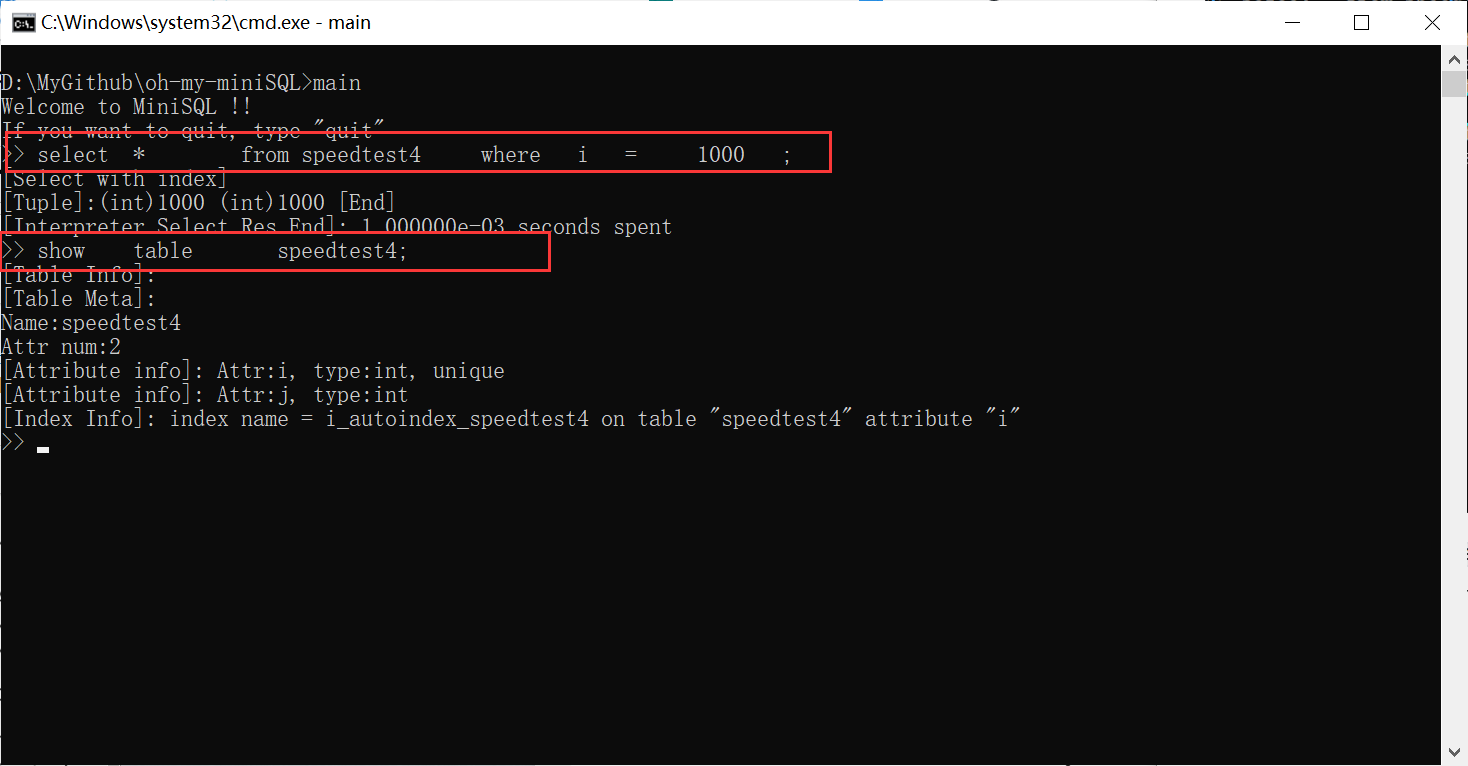 C:\Windows\system32\cmd.exe - main
D:\MyGithub\oh-my-miniSQL>main
Welcome to MiniSQL !!
If you want to quit, type "quit"
>> select  *        from speedtest4     where   i   =     1000   ;
[Select with index]
[Tuple]:(int)1000 (int)1000 [End]
[Interpreter Select Res End]: 1.000000e-03 seconds spent
>> show    table       speedtest4;
[Table Info]:
[Table Meta]:
Name:speedtest4
Attr num:2
[Attribute info]: Attr:i, type:int, unique
[Attribute info]: Attr:j, type:int
[Index Info]: index name = i_autoindex_speedtest4 on table "speedtest4" attribute "i"
>>